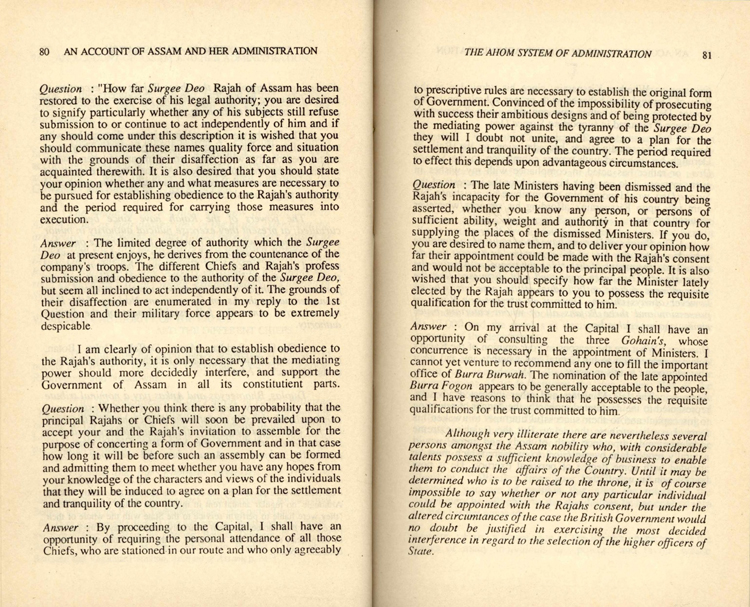 80 AN ACCOUNT OF ASSAM AND HER ADMINISTRATION
Question : "How far Surgee Deo Rajah of Assam has been
restored to the exercise of his legal authority; you are desired
to signify particularly whether any of his subjects still refuse
submission to or continue to act independently of him and if
any should come under this description it is wished that you
should communicate these names quality force and situation
with the grounds of their disaffection as far as you are
acquainted therewith. It is also desired that you should state
your opinion whether any and what measures are necessary to
be pursued for establishing obedience to the Rajah's authority
and the period required for carrying those measures into
execution.
Answer : The limited degree of authority which the Surgee
Deo at present enjoys, he derives from the countenance of the
company's troops. The different Chiefs and Rajah's profess
submission and obedience to the authority of the Surgee Deo,
but seem all inclined to act independently of it. The grounds of
their disaffection are enumerated in my reply to the 1st
Question and their military force appears to be extremely
despicable
I am clearly of opinion that to establish obedience to
the Rajah's authority, it is only necessary that the mediating
power should more decidedly interfere, and support the
Government of Assam in all its constitutient parts.
Question : Whether you think there is any probability that the
principal Rajahs or Chiefs will soon be prevailed upon to
accept your and the Rajah's inviation to assemble for the
purpose of concerting a form of Government and in that case
how long it will be before such an assembly can be formed
and admitting them to meet whether you have any hopes from
your knowledge of the characters and views of the individuals
that they will be induced to agree on a plan for the settlement
and tranquility of the country.
Answer : By proceeding to the Capital, I shall have an
opportunity of requiring the personal attendance of all those
Chiefs, who are stationed in our route and who only agreeably
THE AHOM SYSTEM OF ADMINISTRATION 81
to prescriptive rules are necessary to establish the original form
of Government. Convinced of the impossibility of prosecuting
with success their ambitious designs and of being protected by
the mediating power against the tyranny of the Surgee Deo
they will I doubt not unite, and agree to a plan for the
settlement and tranquility of the country. The period required
to effect this depends upon advantageous circumstances.
Question : The late Ministers having been dismissed and the
Rajah's incapacity for the Government of his country being
asserted, whether you know any person, or persons of
sufficient ability, weight and authority in that country for
supplying the places of the dismissed Ministers. If you do,
you are desired to name them, and to deliver your opinion how
far their appointment could be made with the Rajah's consent
and would not be acceptable to the principal people. It is also
wished that you should specify how far the Minister lately
elected by the Rajah appears to you to possess the requisite
qualification for the trust committed to him.
Answer : On my arrival at the Capital I shall have an
opportunity of consulting the three Gohain's, whose
concurrence is necessary in the appointment of Ministers. I
cannot yet venture to recommend any one to fill the important
office of Burra Burwah. The nomination of the late appointed
Burra Fogon appears to be generally acceptable to the people,
and I have reasons to think that he possesses the requisite
qualifications for the trust committed to him.
Although very illiterate there are nevertheless several
persons amongst the Assam nobility who, with considerable
talents possess a sufficient knowledge of business to enable
them to conduct the affairs of the Country. Until it may be
determined who is to be raised to the throne, it is of course
impossible to say whether or not any particular individual
could be appointed with the Rajahs consent, but under the
altered circumtances of the case the British Government would
no doubt be justified in exercising the most decided
interference in regard to the selection of the higher officers of
State.